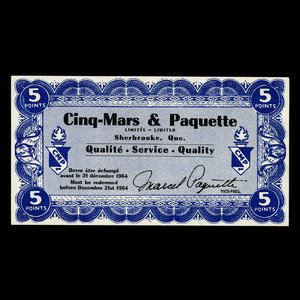 5 5
POINTS POINTS
Cinq-Mars & Paquette
LIMITÉE - LIMITED
Sherbrooke, Que.
Qualité • Service • Quality
Devra être échangé
avant le 31 décembre 1964
Must be redeemed
before December 31st 1964
Marcel Paquette
VICE-PRES.
5 5
POINTS POINTS